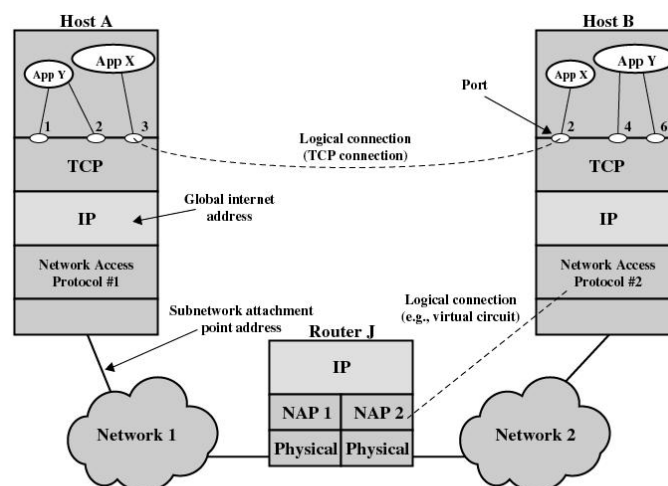 Host A
Host B
App X
App Y
App X
App Y
Port
1
2
3
2
4
6
Logical connection
(TCP connection)
TCP
TCP
IP
Global internet
address
IP
Network Access
Protocol #1
Network Access
Protocol #2
Logical connection
(e.g., virtual circuit)
Subnetwork attachment
point address
Router J
IP
NAP 1
NAP 2
Network 1
Physical
Physical
Network 2